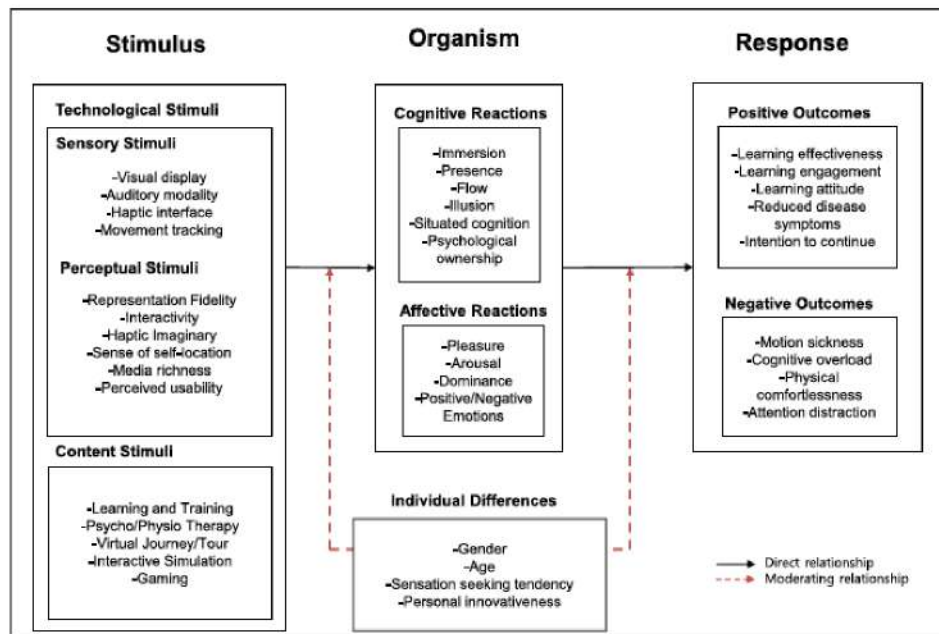 Stimulus
Technological Stimuli
Sensory Stimuli
-Visual display
-Auditory modality
-Haptic interface
-Movement tracking
Perceptual Stimuli
-Representation Fidelity
-Interactivity
-Haptic Imaginary
-Sense of self-location
-Media richness
-Perceived usability
Content Stimuli
-Learning and Training
-Psycho/Physio Therapy
-Virtual Journey/Tour
-Interactive Simulation
-Gaming
Organism
Cognitive Reactions
-Immersion
-Presence
-Flow
-Illusion
-Situated cognition
-Psychological
ownership
Affective Reactions
-Pleasure
-Arousal
-Dominance
-Positive/Negative
Emotions
Individual Differences
-Gender
-Age
-Sensation seeking tendency
-Personal innovativeness
Response
Positive Outcomes
-Learning effectiveness
-Learning engagement
-Learning attitude
-Reduced disease
symptoms
-Intention to continue
Negative Outcomes
-Motion sickness
-Cognitive overload
-Physical
comfortlessness
-Attention distraction
Direct relationship
Moderating relationship